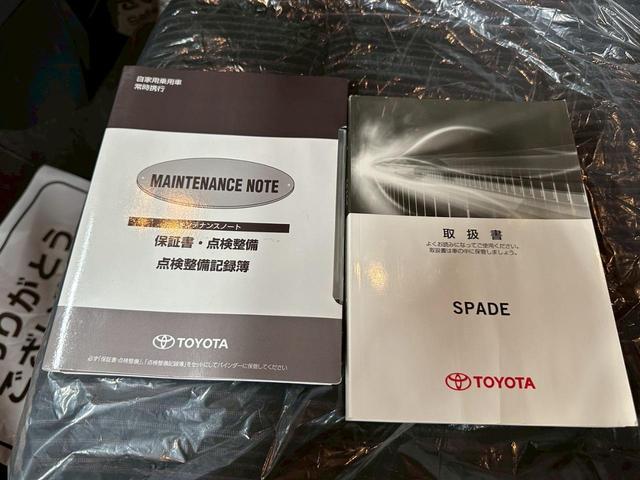 自家用乗用車
常時携行
MAINTENANCE NOTE
メンテナンスノート
保証書・点検整備
点検整備記録簿
TOYOTA
必ず「保証書・点検整備」、「点検整備記録簿」をセットにしてバインダーに保管してください
取扱書
よくお読みになってご使用ください。
取扱書は車の中に保管しましょう。
SPADE
TOYOTA
ありがとう